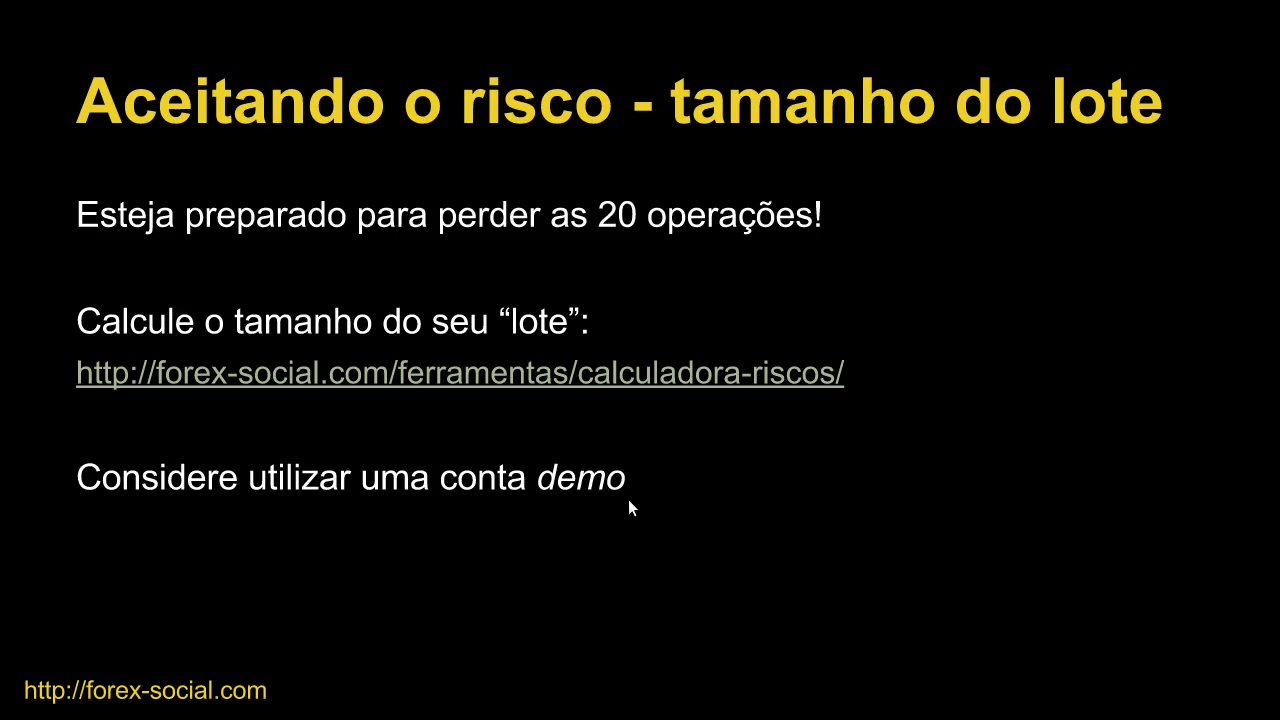 Aceitando o risco - tamanho do lote
Esteja preparado para perder as 20 operações!
Calcule o tamanho do seu “lote”:
http://forex-social.com/ferramentas/calculadora-riscos/
Considere utilizar uma conta demo
http://forex-social.com